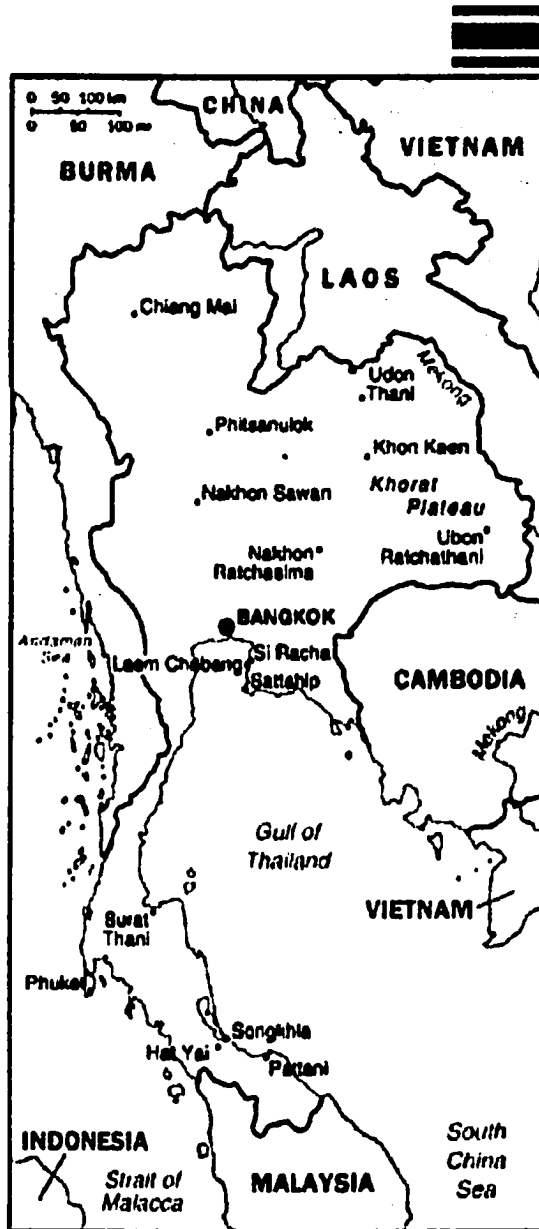 0 50 100 km
0 50 100 mi
CHINA
BURMA
VIETNAM
LAOS
Chiang Mai
Mekong
Udon
Thani
Phitsanulok
Khon Kaen
Nakhon Sawan
Khorat
Plateau
Nakhon
Ratchasima
Ubon
Ratchathani
BANGKOK
Andaman
Sea
Laem Chabang
Si Racha
Sattahip
CAMBODIA
Mekong
Gulf of
Thailand
VIETNAM
Surat
Thani
Phuket
Songkhla
Hat Yai
Pattani
INDONESIA
Strait of
Malacca
MALAYSIA
South
China
Sea